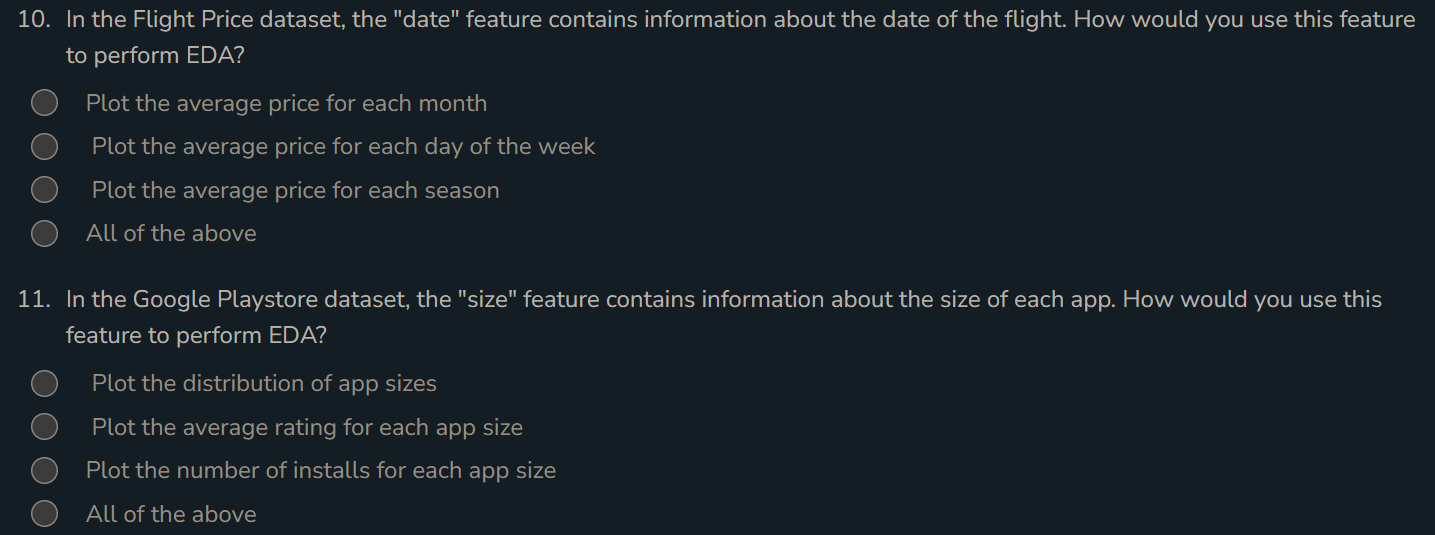 10. In the Flight Price dataset, the "date" feature contains information about the date of the flight. How would you use this feature
to perform EDA?
Plot the average price for each month
Plot the average price for each day of the week
Plot the average price for each season
All of the above
11. In the Google Playstore dataset, the "size" feature contains information about the size of each app. How would you use this
feature to perform EDA?
Plot the distribution of app sizes
Plot the average rating for each app size
Plot the number of installs for each app size
All of the above